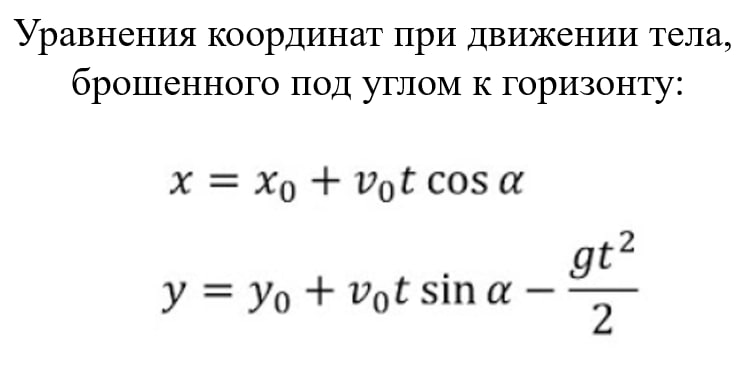 Уравнения координат при движении тела,
брошенного под углом к горизонту:
x = x₀ + v₀t cos α
y = y₀ + v₀t sin α − gt²/2